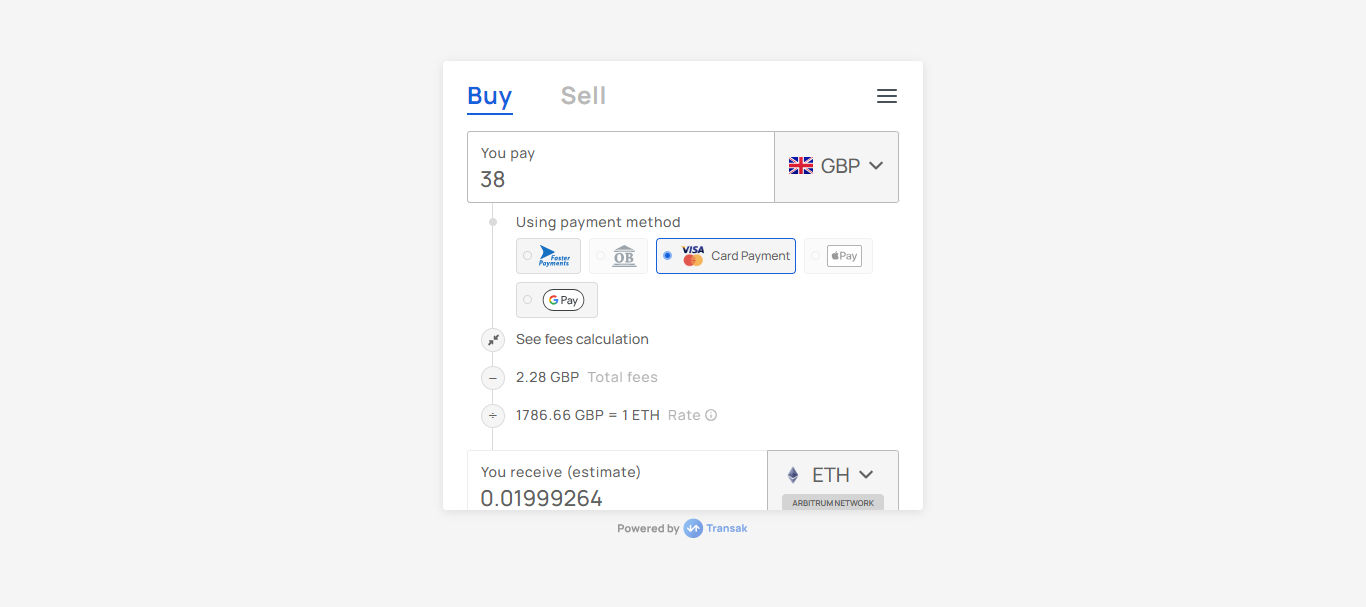 Buy Sell
You pay
38
GBP
Using payment method
Faster Payments
OB
VISA Card Payment
Pay
G Pay
See fees calculation
− 2.28 GBP Total fees
÷ 1786.66 GBP = 1 ETH Rate
You receive (estimate)
0.01999264
ETH
ARBITRUM NETWORK
Powered by Transak